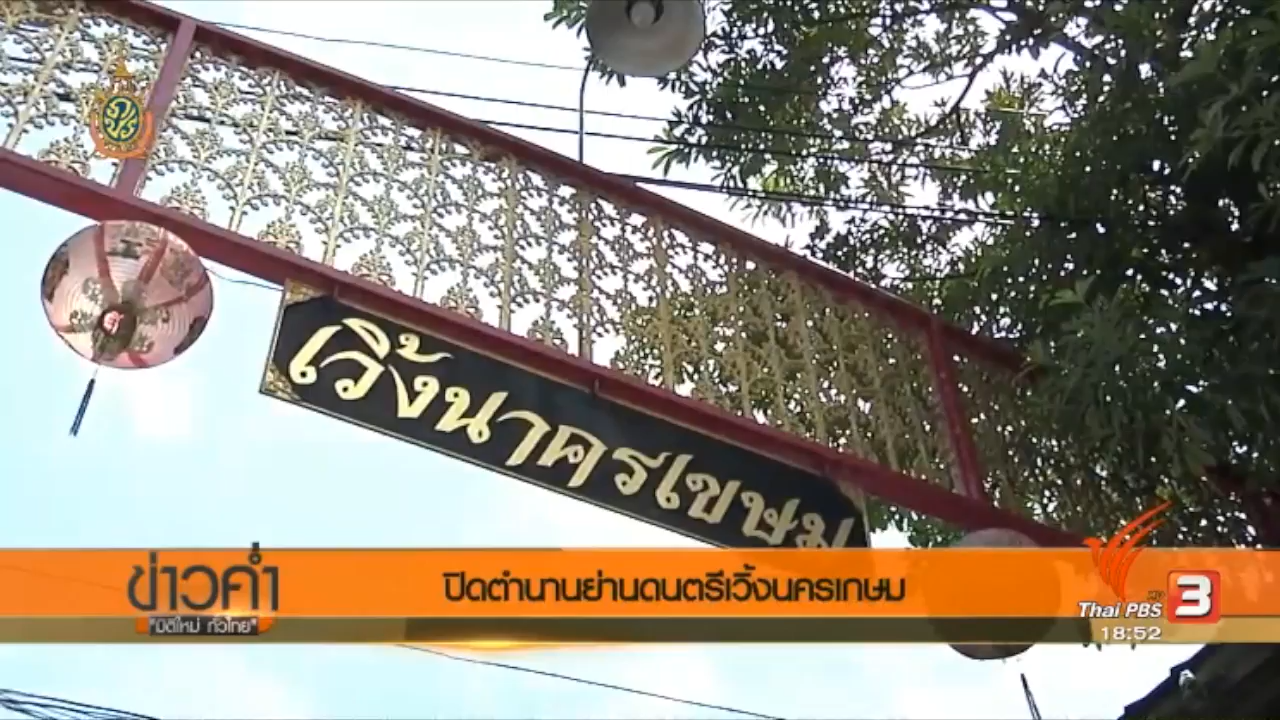 เวิ้งนาครเขษม
ข่าวค่ำ
"มิติใหม่ ทั่วไทย"
ปิดตำนานย่านดนตรีเวิ้งนครเกษม
Thai PBS
3
18:52